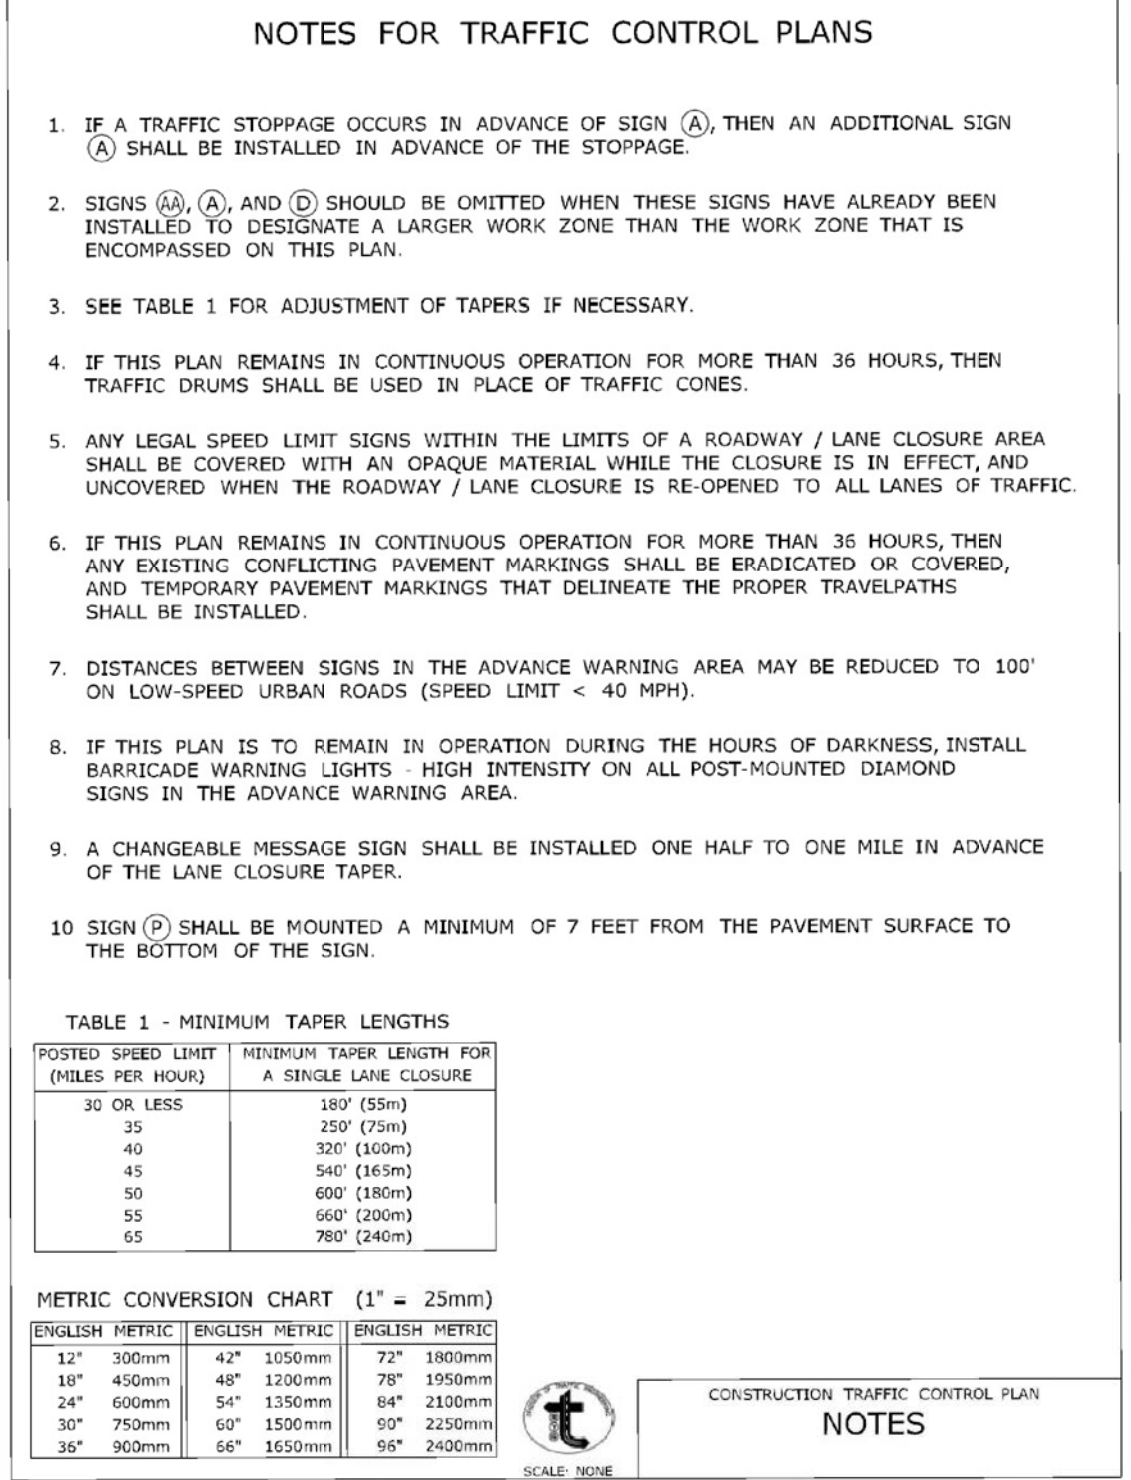 NOTES FOR TRAFFIC CONTROL PLANS
1. IF A TRAFFIC STOPPAGE OCCURS IN ADVANCE OF SIGN (A), THEN AN ADDITIONAL SIGN
(A) SHALL BE INSTALLED IN ADVANCE OF THE STOPPAGE.
2. SIGNS (AA), (A), AND (D) SHOULD BE OMITTED WHEN THESE SIGNS HAVE ALREADY BEEN
INSTALLED TO DESIGNATE A LARGER WORK ZONE THAN THE WORK ZONE THAT IS
ENCOMPASSED ON THIS PLAN.
3. SEE TABLE 1 FOR ADJUSTMENT OF TAPERS IF NECESSARY.
4. IF THIS PLAN REMAINS IN CONTINUOUS OPERATION FOR MORE THAN 36 HOURS, THEN
TRAFFIC DRUMS SHALL BE USED IN PLACE OF TRAFFIC CONES.
5. ANY LEGAL SPEED LIMIT SIGNS WITHIN THE LIMITS OF A ROADWAY / LANE CLOSURE AREA
SHALL BE COVERED WITH AN OPAQUE MATERIAL WHILE THE CLOSURE IS IN EFFECT, AND
UNCOVERED WHEN THE ROADWAY / LANE CLOSURE IS RE-OPENED TO ALL LANES OF TRAFFIC.
6. IF THIS PLAN REMAINS IN CONTINUOUS OPERATION FOR MORE THAN 36 HOURS, THEN
ANY EXISTING CONFLICTING PAVEMENT MARKINGS SHALL BE ERADICATED OR COVERED,
AND TEMPORARY PAVEMENT MARKINGS THAT DELINEATE THE PROPER TRAVELPATHS
SHALL BE INSTALLED.
7. DISTANCES BETWEEN SIGNS IN THE ADVANCE WARNING AREA MAY BE REDUCED TO 100'
ON LOW-SPEED URBAN ROADS (SPEED LIMIT < 40 MPH).
8. IF THIS PLAN IS TO REMAIN IN OPERATION DURING THE HOURS OF DARKNESS, INSTALL
BARRICADE WARNING LIGHTS - HIGH INTENSITY ON ALL POST-MOUNTED DIAMOND
SIGNS IN THE ADVANCE WARNING AREA.
9. A CHANGEABLE MESSAGE SIGN SHALL BE INSTALLED ONE HALF TO ONE MILE IN ADVANCE
OF THE LANE CLOSURE TAPER.
10 SIGN (P) SHALL BE MOUNTED A MINIMUM OF 7 FEET FROM THE PAVEMENT SURFACE TO
THE BOTTOM OF THE SIGN.
TABLE 1 - MINIMUM TAPER LENGTHS
POSTED SPEED LIMIT MINIMUM TAPER LENGTH FOR
(MILES PER HOUR) A SINGLE LANE CLOSURE
30 OR LESS 180' (55m)
35 250' (75m)
40 320' (100m)
45 540' (165m)
50 600' (180m)
55 660' (200m)
65 780' (240m)
METRIC CONVERSION CHART (1" = 25mm)
ENGLISH METRIC ENGLISH METRIC ENGLISH METRIC
12" 300mm 42" 1050mm 72" 1800mm
18" 450mm 48" 1200mm 78" 1950mm
24" 600mm 54" 1350mm 84" 2100mm
30" 750mm 60" 1500mm 90" 2250mm
36" 900mm 66" 1650mm 96" 2400mm
t
SCALE: NONE
CONSTRUCTION TRAFFIC CONTROL PLAN
NOTES